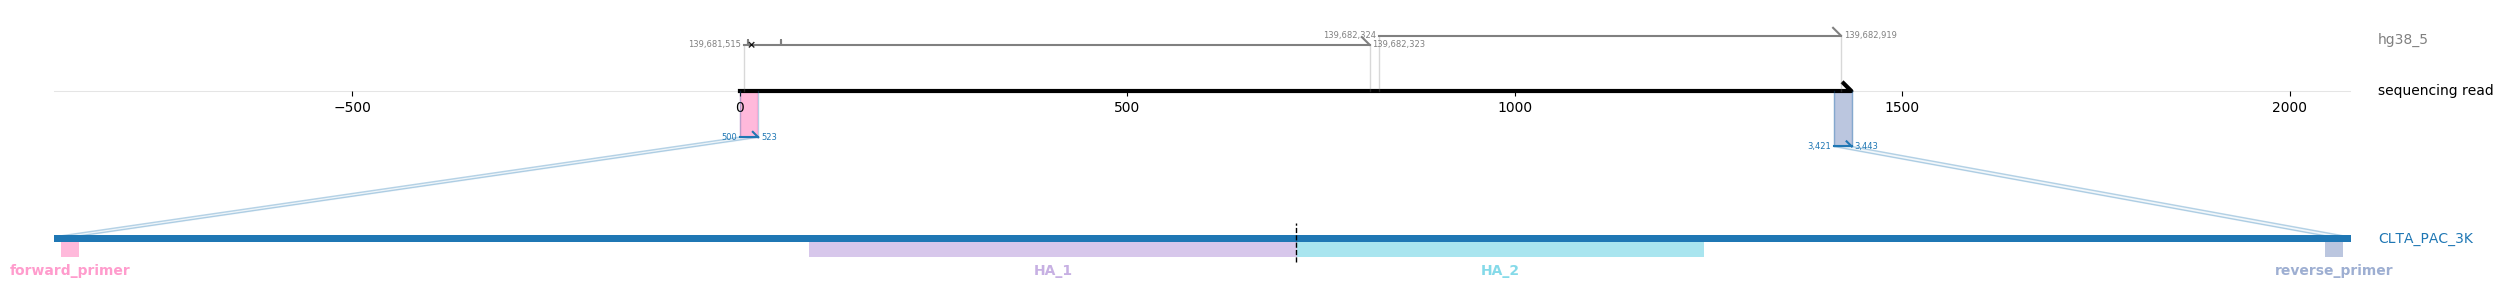 139,682,324 139,682,919
139,681,515 139,682,323 hg38_5
sequencing read
−500 0 500 1000 1500 2000
500 523
3,421 3,443
CLTA_PAC_3K
forward_primer HA_1 HA_2 reverse_primer